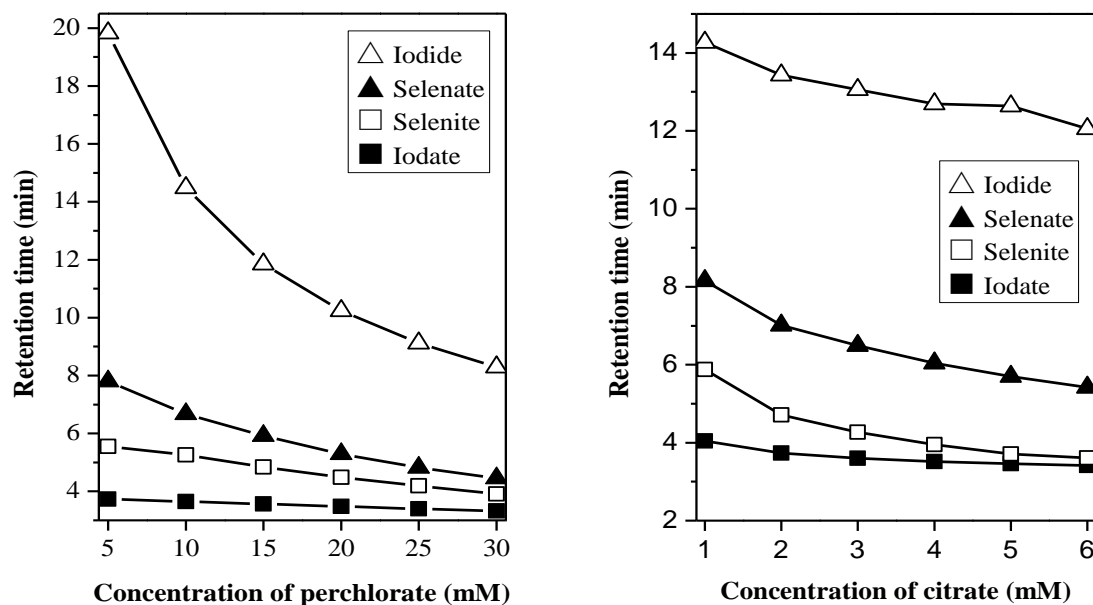 20
18
16
14
12
10
8
6
4
Retention time (min)
Iodide
Selenate
Selenite
Iodate
5 10 15 20 25 30
Concentration of perchlorate (mM)
14
12
10
8
6
4
2
Retention time (min)
Iodide
Selenate
Selenite
Iodate
1 2 3 4 5 6
Concentration of citrate (mM)